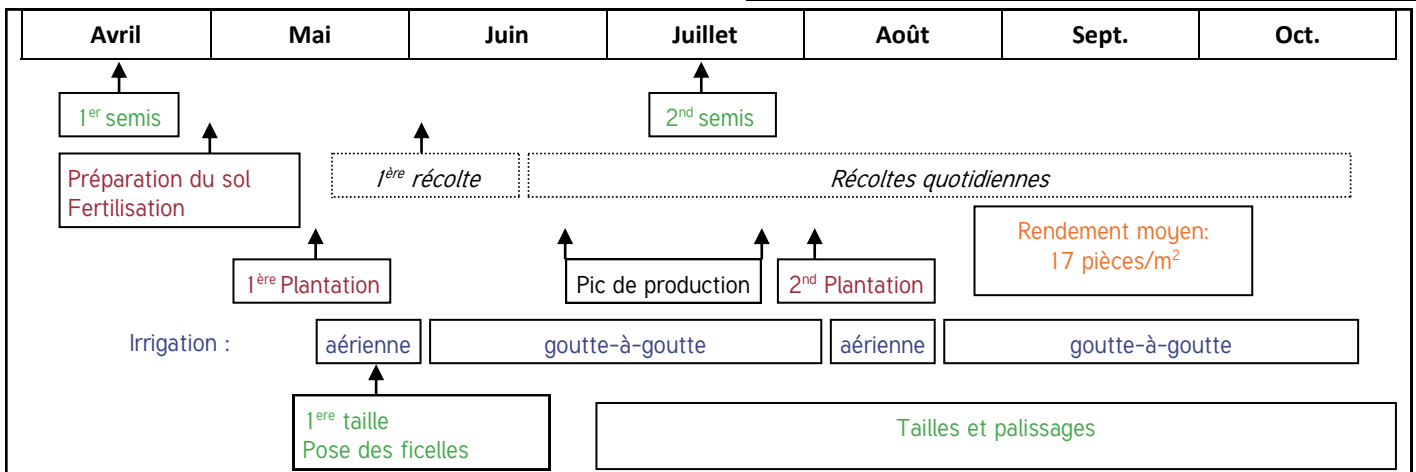 Avril Mai Juin Juillet Août Sept. Oct.
1er semis 2nd semis
Préparation du sol
Fertilisation
1ère récolte Récoltes quotidiennes
Rendement moyen:
17 pièces/m²
1ère Plantation Pic de production 2nd Plantation
Irrigation : aérienne goutte-à-goutte aérienne goutte-à-goutte
1ere taille
Pose des ficelles
Tailles et palissages